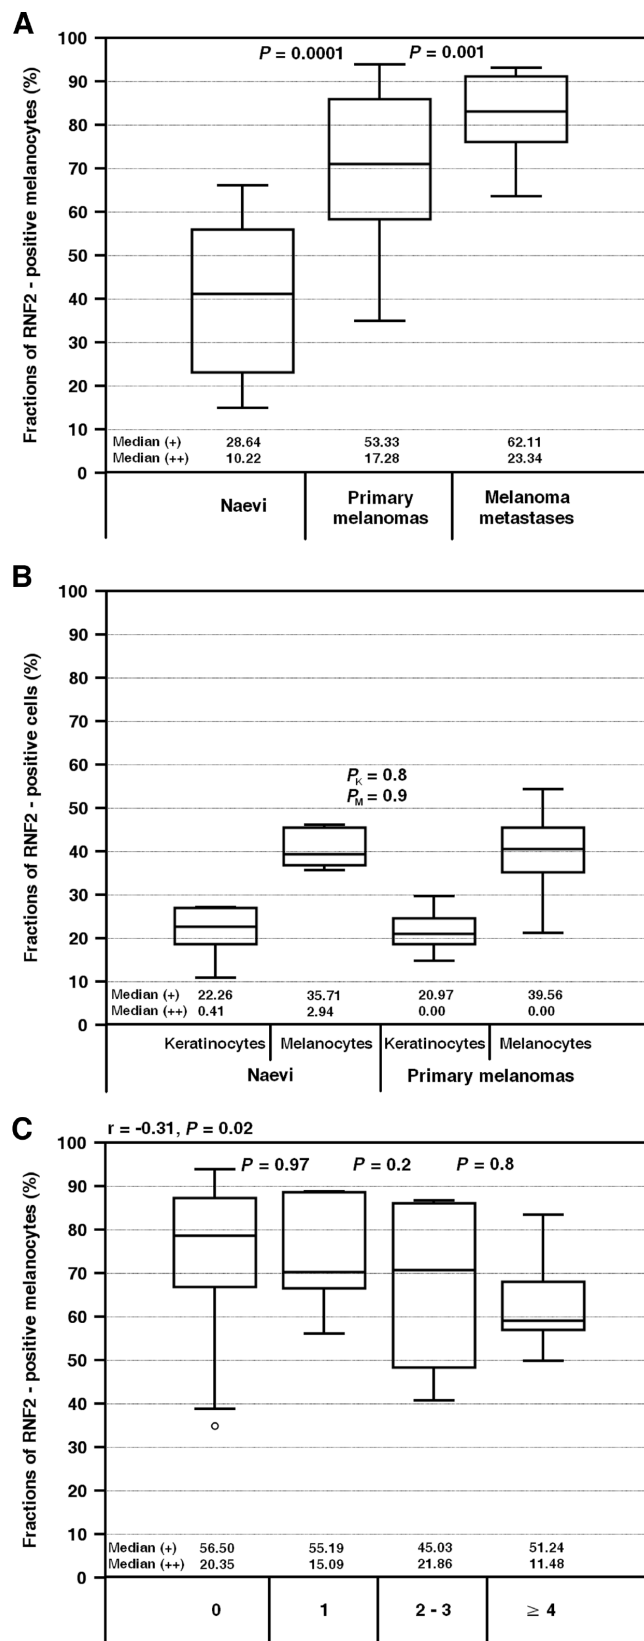 A
Fractions of RNF2 - positive melanocytes (%)
100
90
80
70
60
50
40
30
20
10
0
P = 0.0001 P = 0.001
Median (+) 28.64 53.33 62.11
Median (++) 10.22 17.28 23.34
Naevi
Primary
melanomas
Melanoma
metastases
B
Fractions of RNF2 - positive cells (%)
100
90
80
70
60
50
40
30
20
10
0
PK = 0.8
PM = 0.9
Median (+) 22.26 35.71 20.97 39.56
Median (++) 0.41 2.94 0.00 0.00
Keratinocytes Melanocytes Keratinocytes Melanocytes
Naevi Primary melanomas
C
r = -0.31, P = 0.02
Fractions of RNF2 - positive melanocytes (%)
100
90
80
70
60
50
40
30
20
10
0
P = 0.97 P = 0.2 P = 0.8
Median (+) 56.50 55.19 45.03 51.24
Median (++) 20.35 15.09 21.86 11.48
0 1 2 - 3 ≥ 4